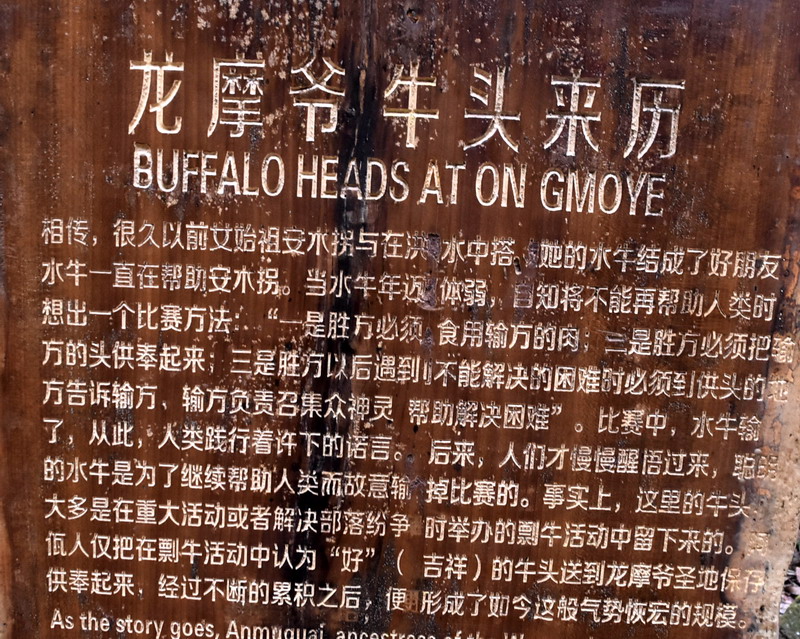 龙摩爷牛头来历
BUFFALO HEADS AT ON GMOYE
相传，很久以前女始祖安木拐与在洪水中搭 她的水牛结成了好朋友
水牛一直在帮助安木拐。当水牛年迈体弱，自知将不能再帮助人类时
想出一个比赛方法：“一是胜方必须 食用输方的肉；二是胜方必须把输
方的头供奉起来；三是胜方以后遇到 不能解决的困难时必须到供头的地
方告诉输方，输方负责召集众神灵 帮助解决困难”。比赛中，水牛输
了，从此，人类践行着许下的诺言。后来，人们才慢慢醒悟过来，聪明
的水牛是为了继续帮助人类而故意输 掉比赛的。事实上，这里的牛头
大多是在重大活动或者解决部落纷争 时举办的剽牛活动中留下来的。
佤人仅把在剽牛活动中认为“好”（ 吉祥）的牛头送到龙摩爷圣地保存
供奉起来，经过不断的累积之后，便 形成了如今这般气势恢宏的规模。
As the story goes, Anmuguai, ancestress of the